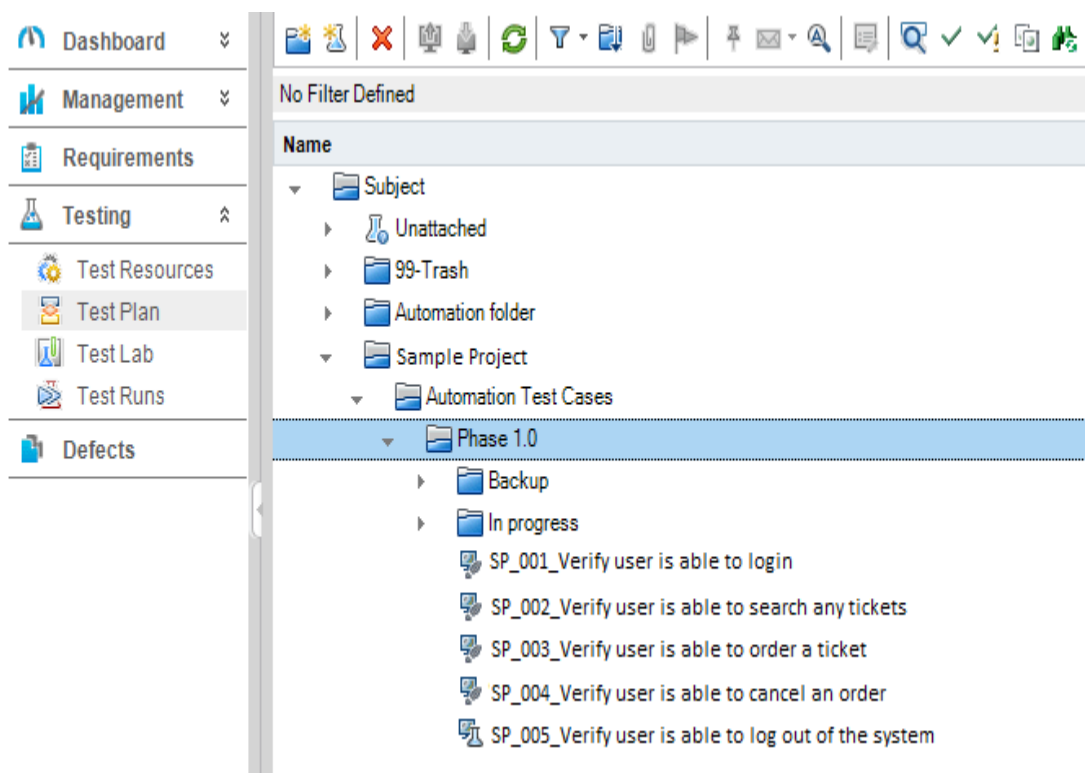 Dashboard
Management
Requirements
Testing
Test Resources
Test Plan
Test Lab
Test Runs
Defects
No Filter Defined
Name
Subject
Unattached
99-Trash
Automation folder
Sample Project
Automation Test Cases
Phase 1.0
Backup
In progress
SP_001_Verify user is able to login
SP_002_Verify user is able to search any tickets
SP_003_Verify user is able to order a ticket
SP_004_Verify user is able to cancel an order
SP_005_Verify user is able to log out of the system